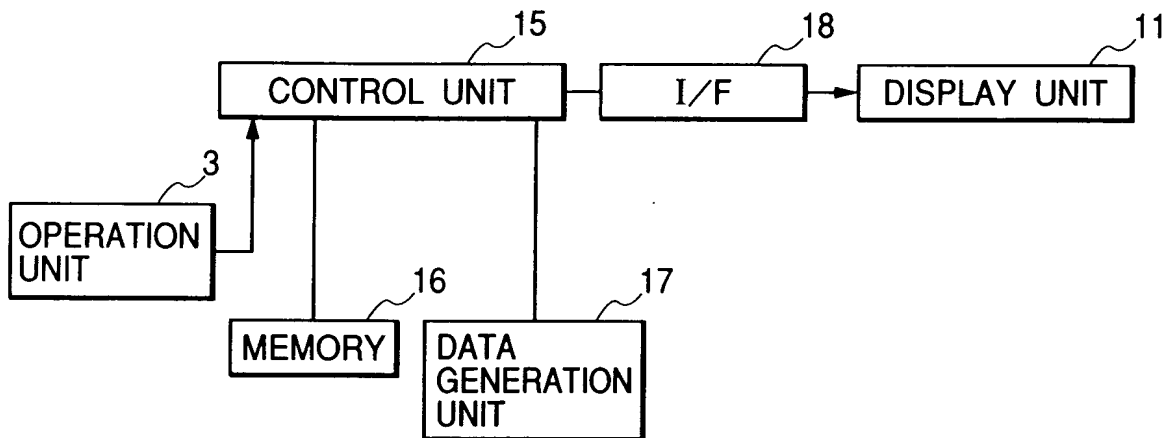 15
18
11
CONTROL UNIT
I/F
DISPLAY UNIT
3
OPERATION
UNIT
16
17
MEMORY
DATA
GENERATION
UNIT